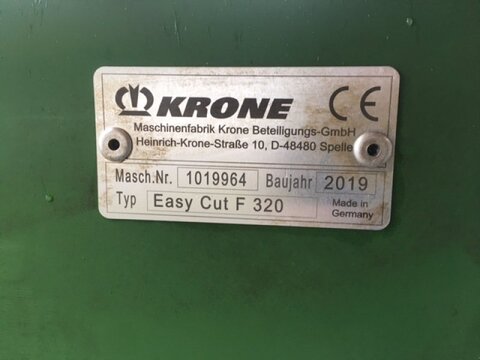 KRONE CE
Maschinenfabrik Krone Beteiligungs-GmbH
Heinrich-Krone-Straße 10, D-48480 Spelle
Masch.Nr. 1019964 Baujahr 2019
Typ Easy Cut F 320 Made in
Germany